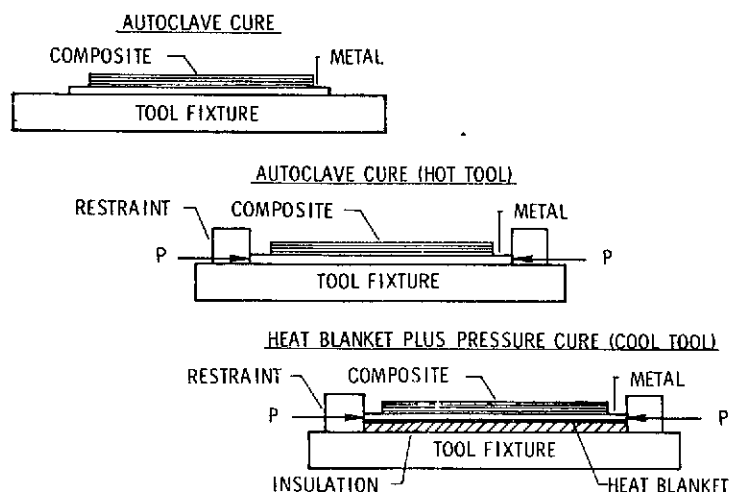 AUTOCLAVE CURE
COMPOSITE
METAL
TOOL FIXTURE
AUTOCLAVE CURE (HOT TOOL)
RESTRAINT
COMPOSITE
METAL
P
P
TOOL FIXTURE
HEAT BLANKET PLUS PRESSURE CURE (COOL TOOL)
RESTRAINT
COMPOSITE
METAL
P
P
TOOL FIXTURE
INSULATION
HEAT BLANKET